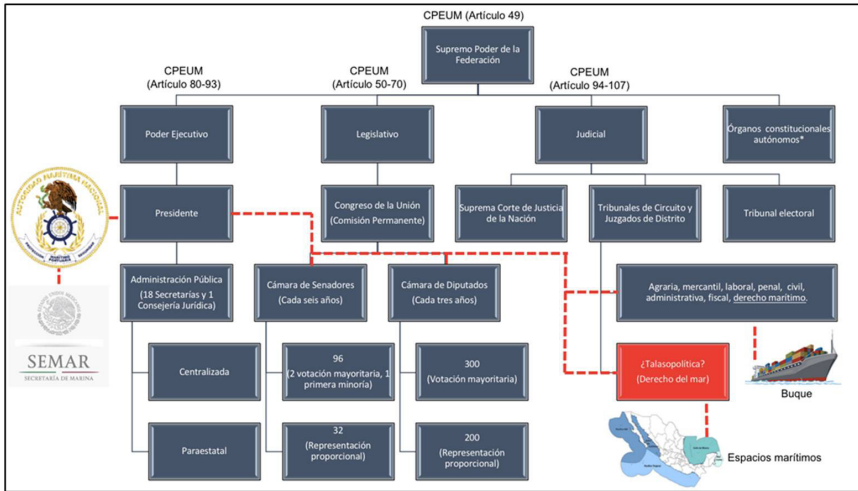 CPEUM (Artículo 49)
Supremo Poder de la
Federación
CPEUM
(Artículo 80-93)
CPEUM
(Artículo 50-70)
CPEUM
(Artículo 94-107)
Poder Ejecutivo
Legislativo
Judicial
Órganos constitucionales
autónomos*
AUTORIDAD MARÍTIMA NACIONAL
Presidente
Congreso de la Unión
(Comisión Permanente)
Suprema Corte de Justicia
de la Nación
Tribunales de Circuito y
Juzgados de Distrito
Tribunal electoral
Administración Pública
(18 Secretarías y 1
Consejería Jurídica)
Cámara de Senadores
(Cada seis años)
Cámara de Diputados
(Cada tres años)
Agraria, mercantil, laboral, penal, civil,
administrativa, fiscal, derecho marítimo.
SEMAR
SECRETARÍA DE MARINA
Centralizada
96
(2 votación mayoritaria, 1
primera minoría)
300
(Votación mayoritaria)
¿Talasopolítica?
(Derecho del mar)
Buque
Paraestatal
32
(Representación
proporcional)
200
(Representación
proporcional)
Espacios marítimos